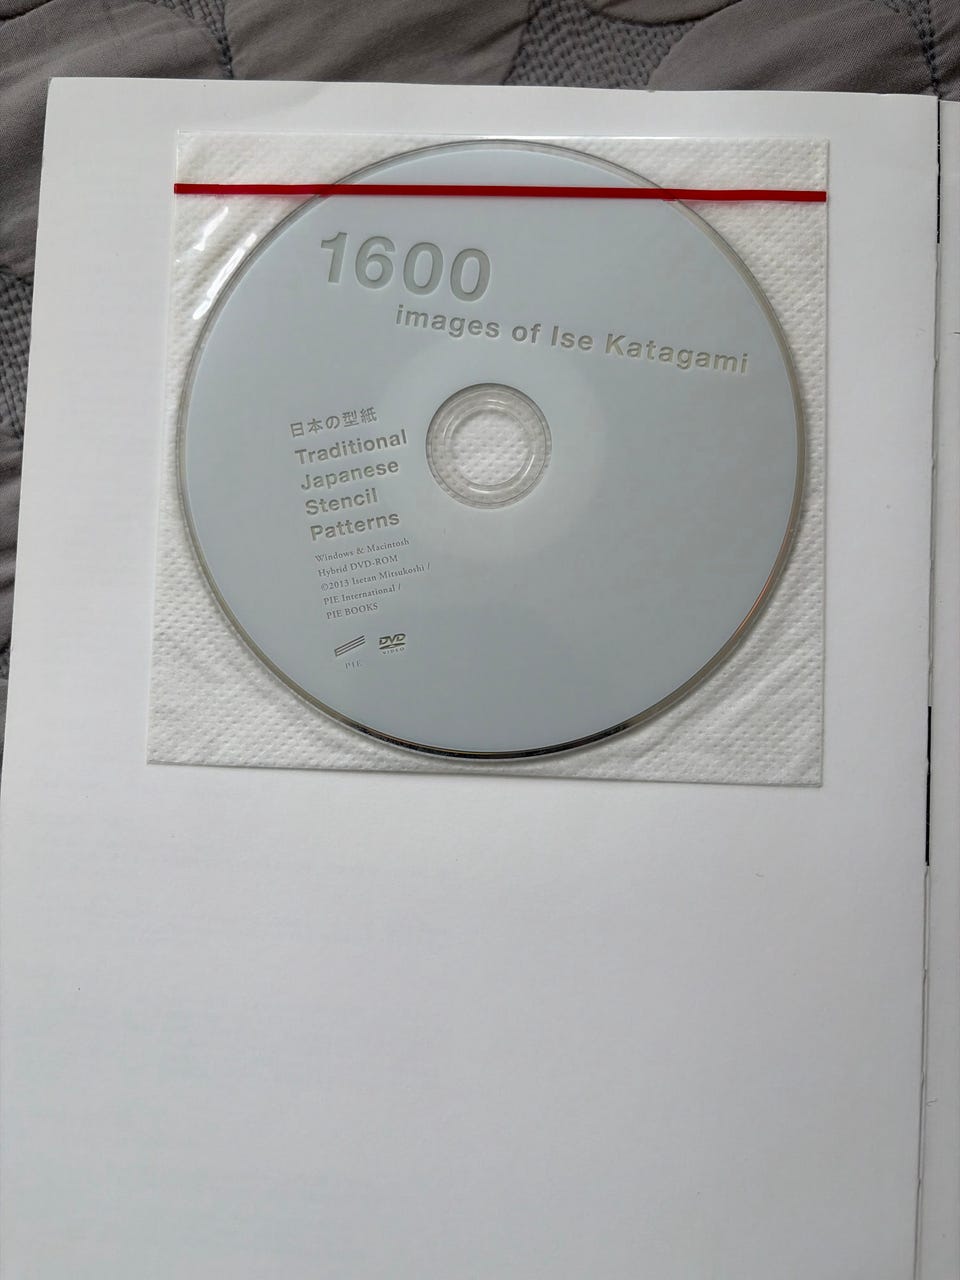 1600
images of Ise Katagami
日本の型紙
Traditional
Japanese
Stencil
Patterns
Windows & Macintosh
Hybrid DVD-ROM
©2013 Isetan Mitsukoshi /
PIE International /
PIE BOOKS
PIE
DVD
VIDEO